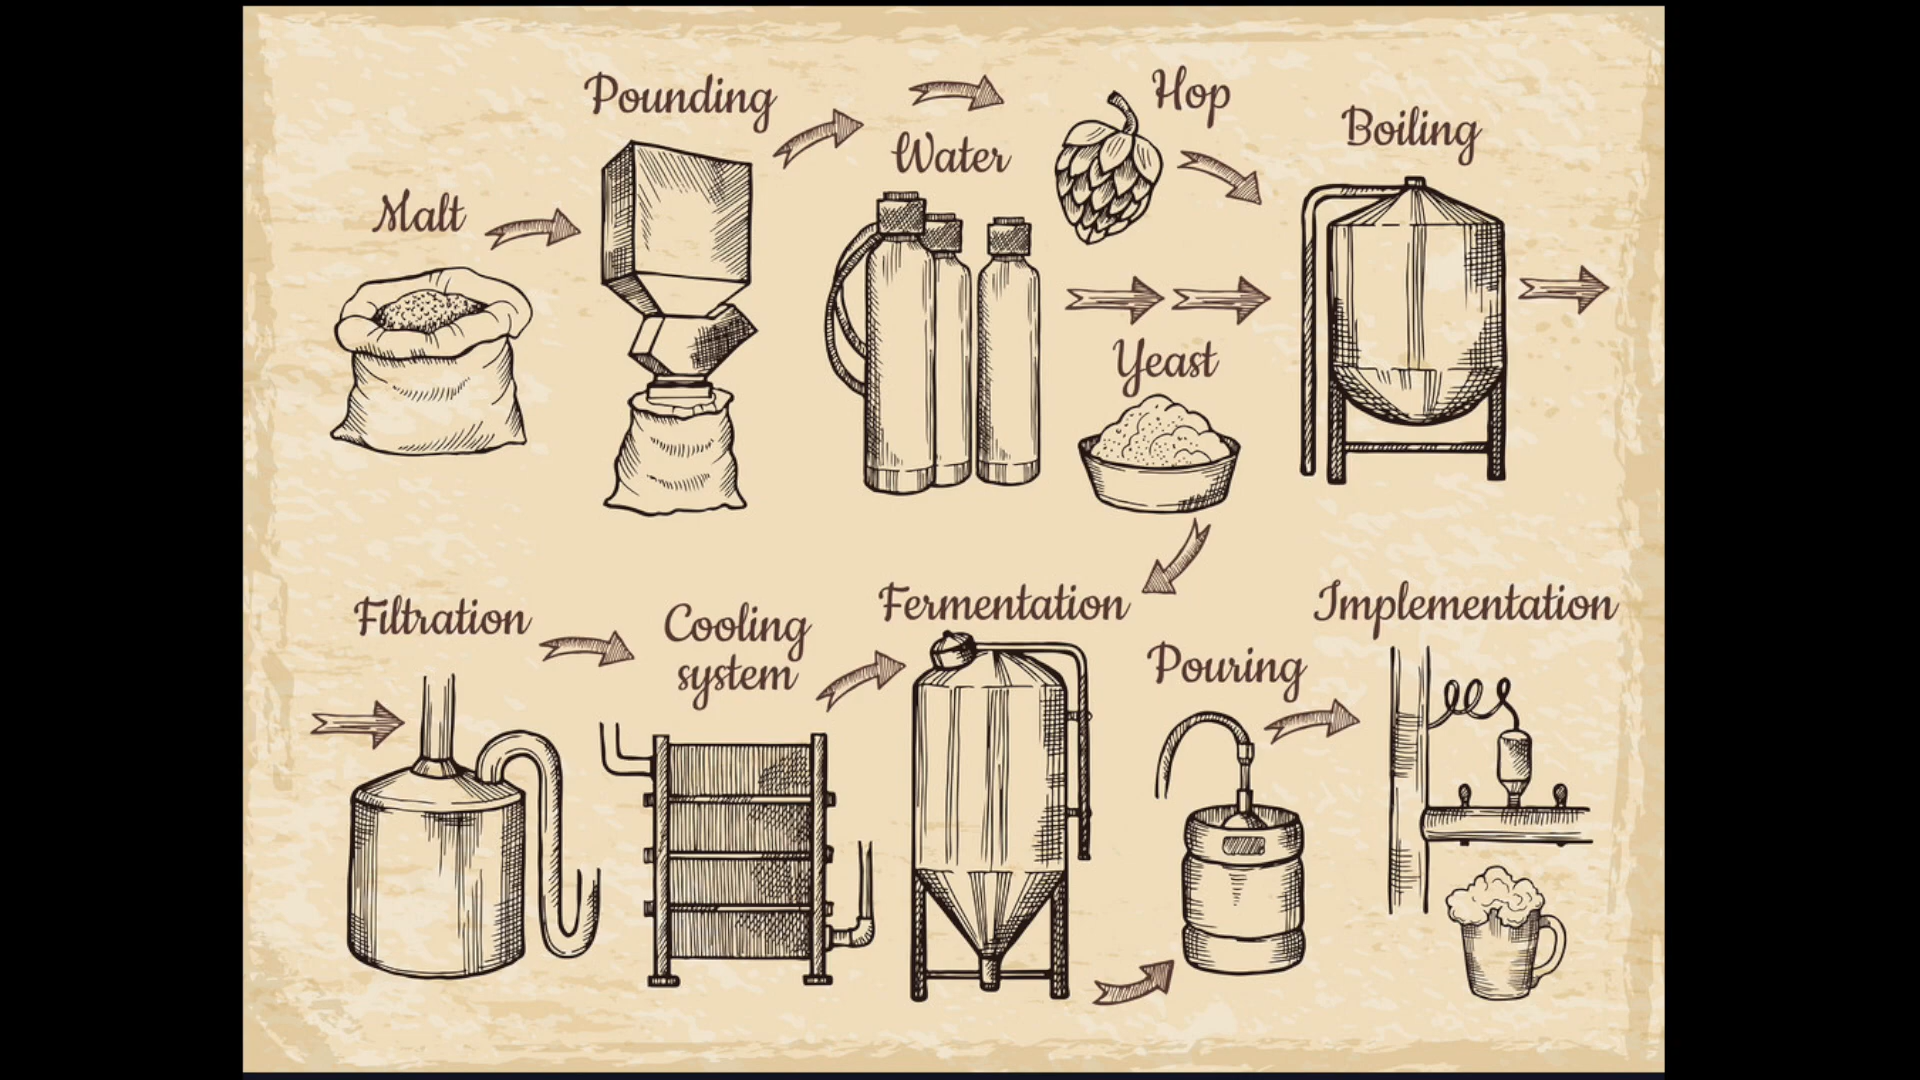 Malt
Pounding
Water
Hop
Boiling
Yeast
Filtration
Cooling
system
Fermentation
Pouring
Implementation